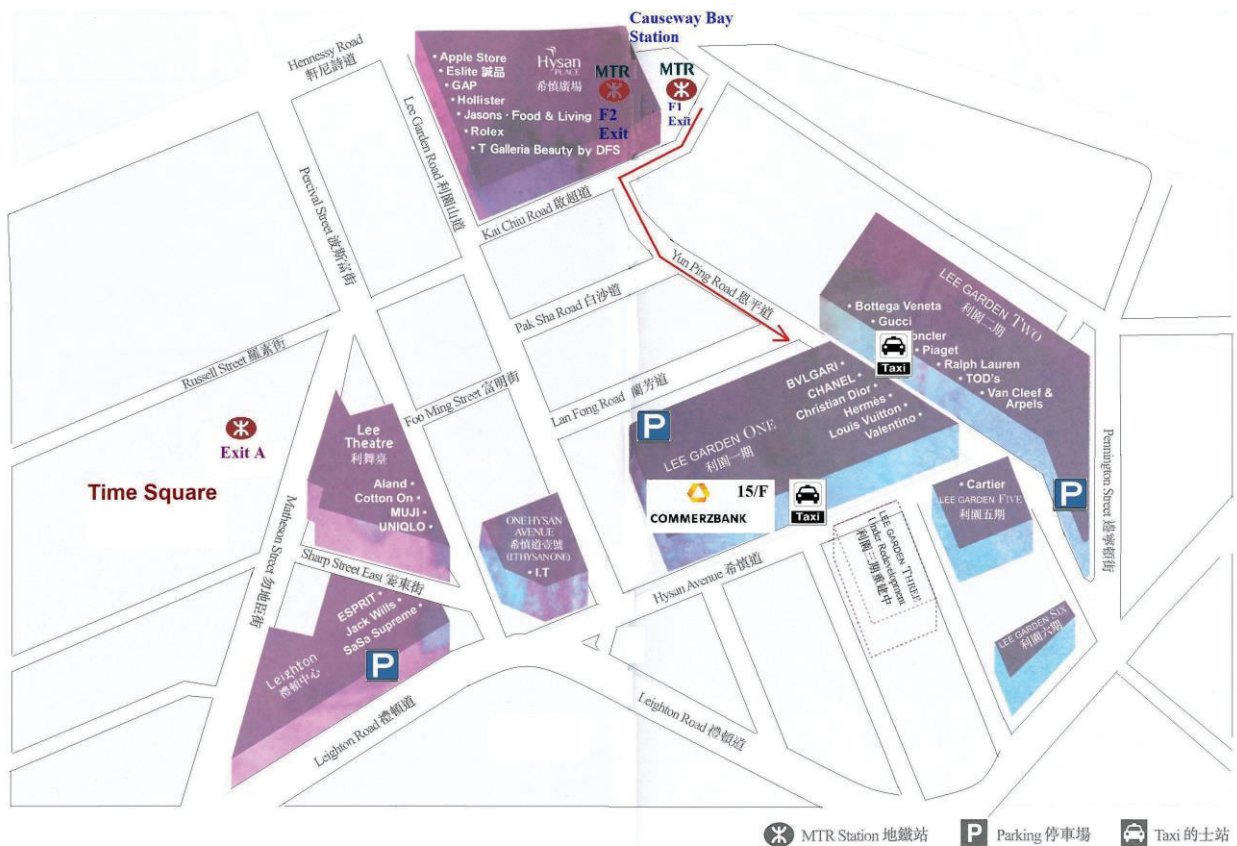 Causeway Bay
Station
Hennessy Road
軒尼詩道
• Apple Store
• Eslite 誠品
• GAP
• Hollister
• Jasons · Food & Living
• Rolex
• T Galleria Beauty by DFS
Hysan
PLACE
希慎廣場
MTR
F2
Exit
MTR
F1
Exit
Lee Garden Road 利園山道
Percival Street 波斯富街
Kai Chiu Road 啟超道
Yun Ping Road 恩平道
Pak Sha Road 白沙道
Russell Street 羅素街
Foo Ming Street 富明街
Lan Fong Road 蘭芳道
LEE GARDEN TWO
利園二期
• Bottega Veneta
• Gucci
oncler
• Piaget
• Ralph Lauren
• TOD's
• Van Cleef &
Arpels
Taxi
BVLGARI •
CHANEL •
Christian Dior •
Hermès •
Louis Vuitton •
Valentino •
P
LEE GARDEN ONE
利園一期
COMMERZBANK
15/F
Taxi
Exit A
Time Square
Lee
Theatre
利舞臺
Aland •
Cotton On •
MUJI •
UNIQLO •
Matheson Street 勿地臣街
Sharp Street East 霎東街
ONE HYSAN
AVENUE
希慎道壹號
(I.T HYSAN ONE)
• I.T
Hysan Avenue 希慎道
LEE GARDEN THREE
Under Redevelopment
利園三期重建中
• Cartier
LEE GARDEN FIVE
利園五期
P
Pennington Street 邊寧頓街
LEE GARDEN SIX
利園六期
ESPRIT •
Jack Wills •
SaSa Supreme •
Leighton
禮頓中心
P
Leighton Road 禮頓道
Leighton Road 禮頓道
MTR Station 地鐵站
P Parking 停車場
Taxi 的士站